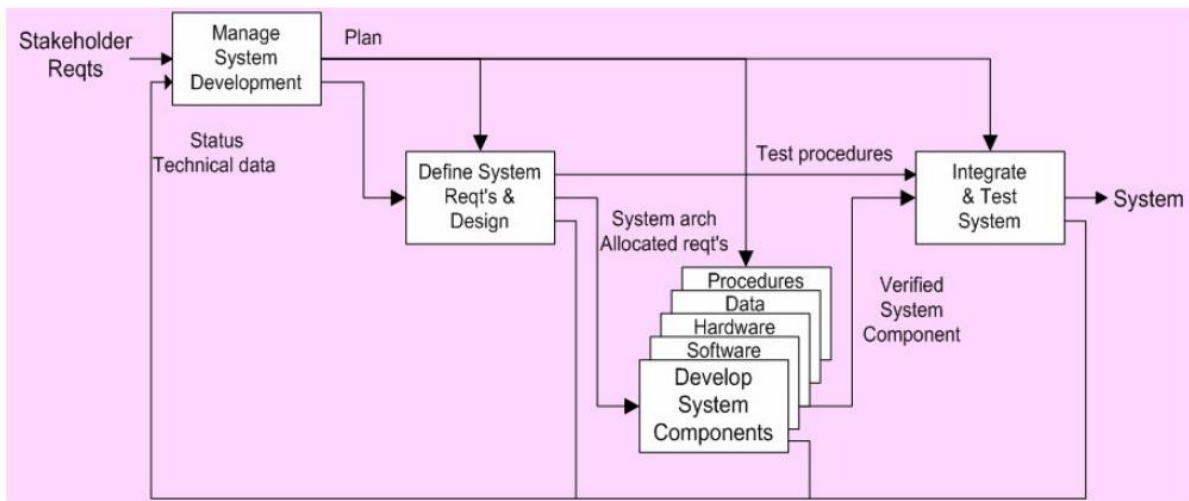 Stakeholder
Reqts
Manage
System
Development
Plan
Status
Technical data
Define System
Reqt's &
Design
Test procedures
Integrate
& Test
System
System
System arch
Allocated reqt's
Procedures
Data
Hardware
Software
Develop
System
Components
Verified
System
Component